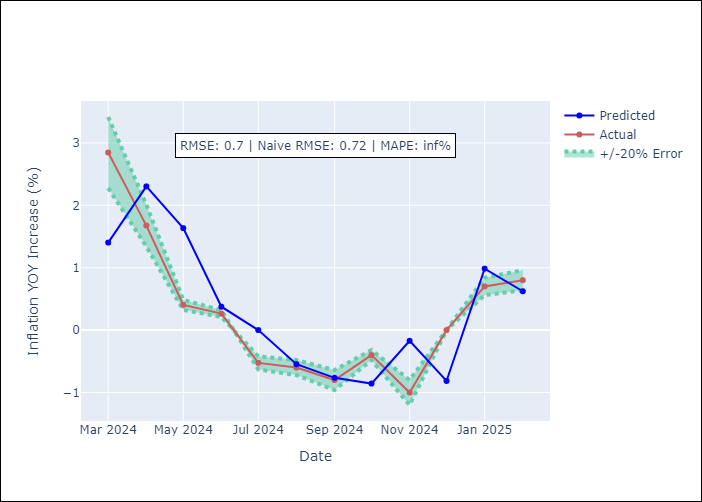 RMSE: 0.7 | Naive RMSE: 0.72 | MAPE: inf%
Predicted
Actual
+/-20% Error
Inflation YOY Increase (%)
3
2
1
0
−1
Mar 2024
May 2024
Jul 2024
Sep 2024
Nov 2024
Jan 2025
Date